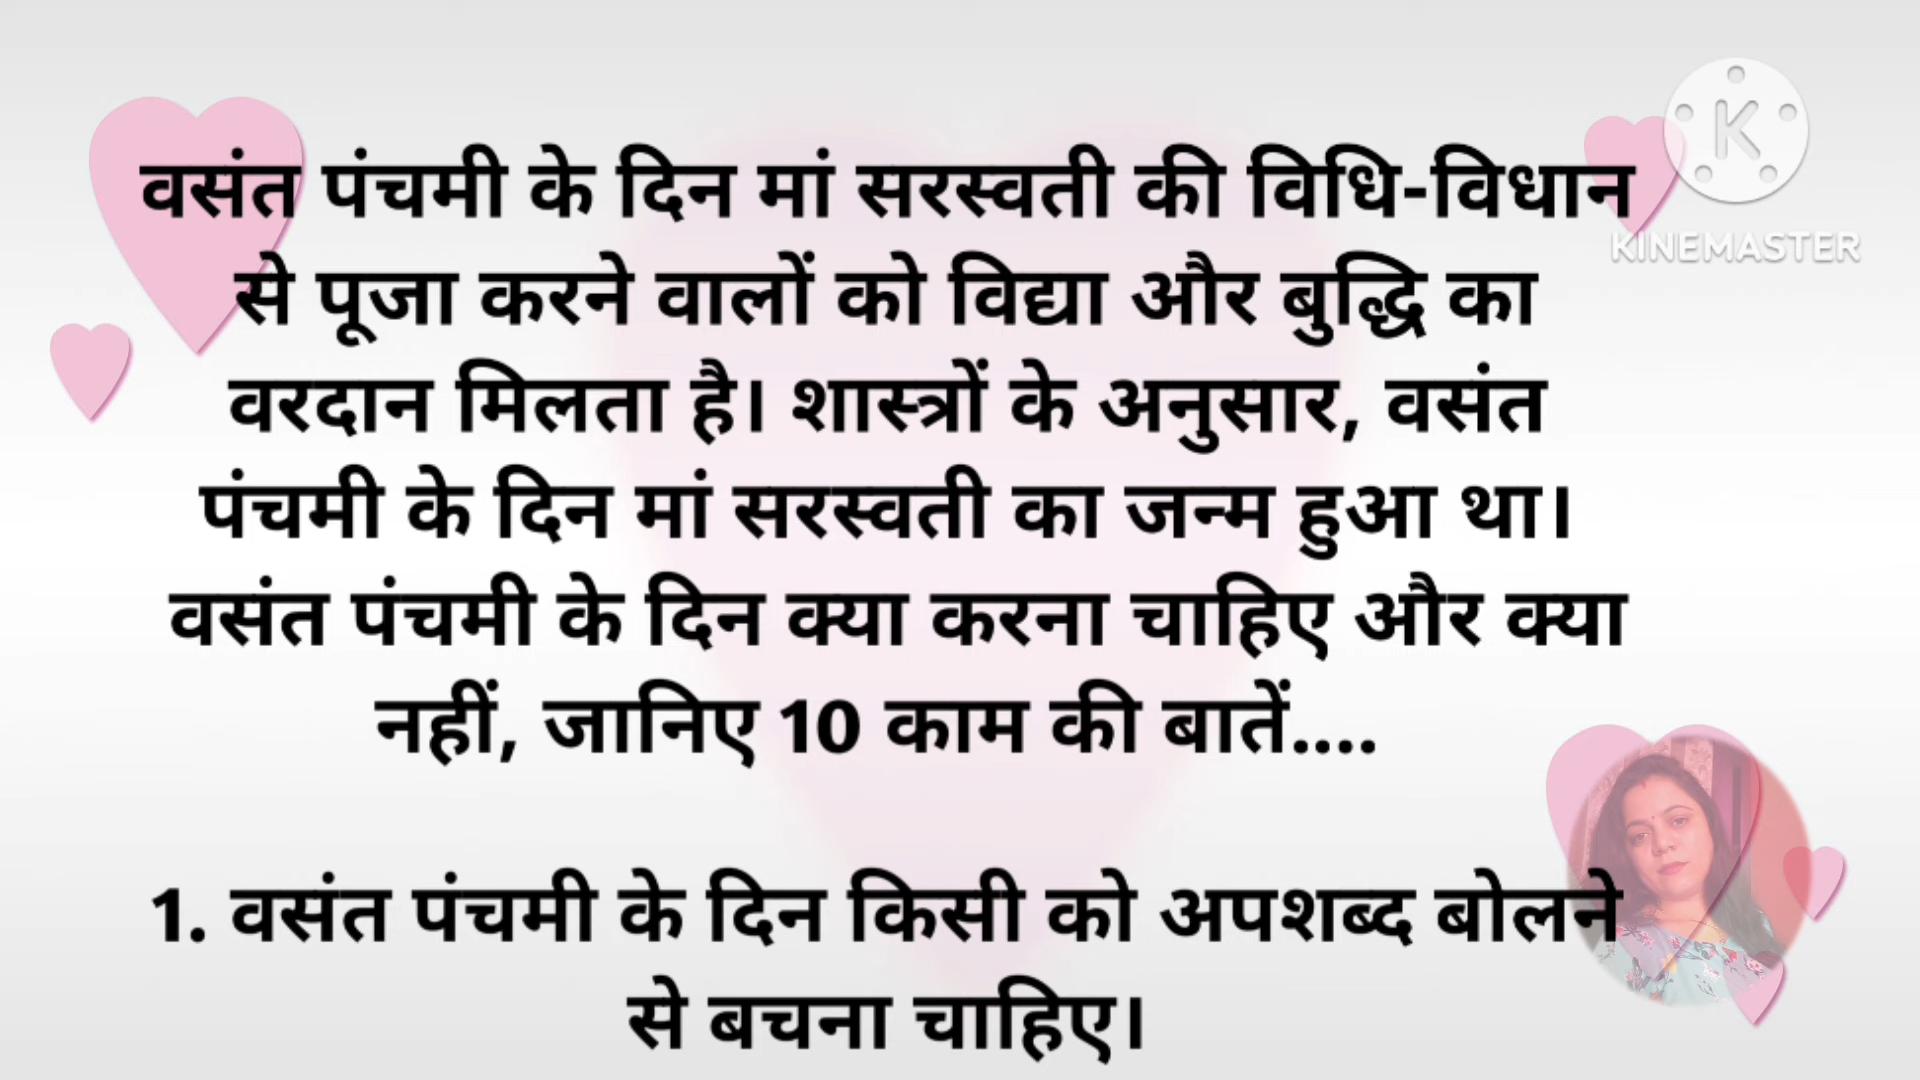 वसंत पंचमी के दिन मां सरस्वती की विधि-विधान
से पूजा करने वालों को विद्या और बुद्धि का
वरदान मिलता है। शास्त्रों के अनुसार, वसंत
पंचमी के दिन मां सरस्वती का जन्म हुआ था।
वसंत पंचमी के दिन क्या करना चाहिए और क्या
नहीं, जानिए 10 काम की बातें....
1. वसंत पंचमी के दिन किसी को अपशब्द बोलने
से बचना चाहिए।
K
KINEMASTER